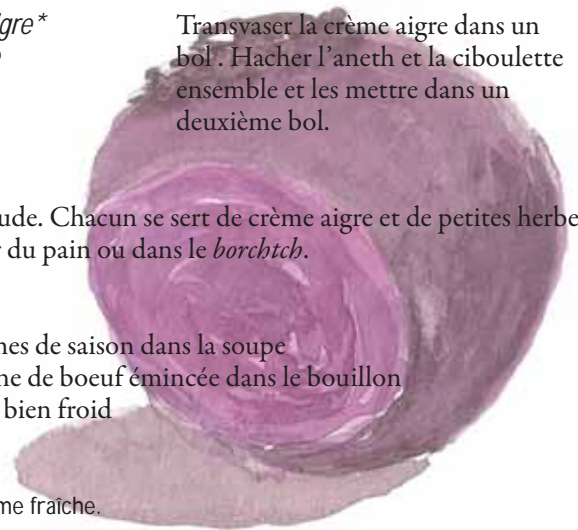 gre*
Transvaser la crème aigre dans un
bol . Hacher l’aneth et la ciboulette
ensemble et les mettre dans un
deuxième bol.
ude. Chacun se sert de crème aigre et de petites herbe
r du pain ou dans le borchtch.
nes de saison dans la soupe
ne de boeuf émincée dans le bouillon
bien froid
me fraîche.